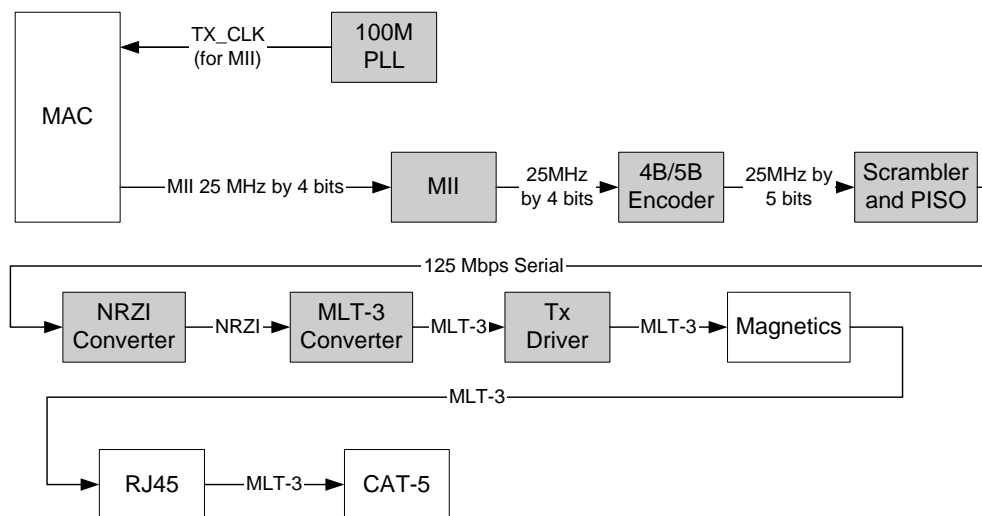 TX_CLK
(for MII)
100M
PLL
MAC
MII 25 MHz by 4 bits
MII
25MHz
by 4 bits
4B/5B
Encoder
25MHz by
5 bits
Scrambler
and PISO
125 Mbps Serial
NRZI
Converter
NRZI
MLT-3
Converter
MLT-3
Tx
Driver
MLT-3
Magnetics
MLT-3
RJ45
MLT-3
CAT-5